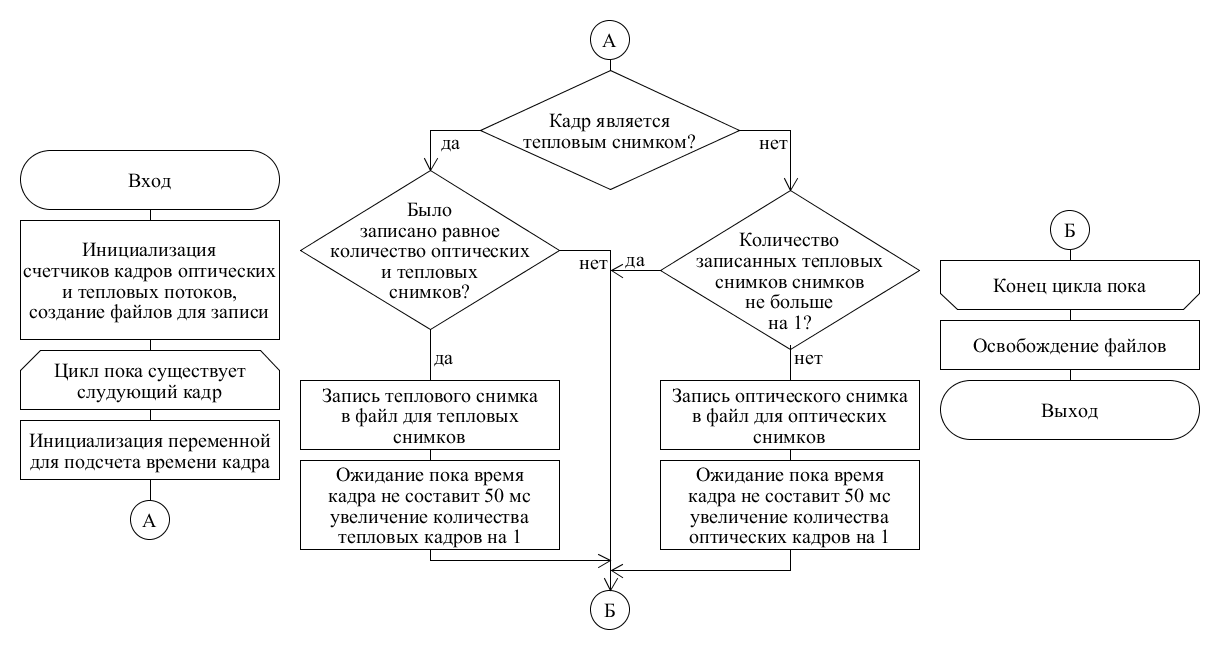 Вход
Инициализация
счетчиков кадров оптических
и тепловых потоков,
создание файлов для записи
Цикл пока существует
слудующий кадр
Инициализация переменной
для подсчета времени кадра
А
А
Кадр является
тепловым снимком?
да
нет
Было
записано равное
количество оптических
и тепловых
снимков?
нет
да
Запись теплового снимка
в файл для тепловых
снимков
Ожидание пока время
кадра не составит 50 мс
увеличение количества
тепловых кадров на 1
Количество
записанных тепловых
снимков снимков
не больше
на 1?
да
нет
Запись оптического снимка
в файл для оптических
снимков
Ожидание пока время
кадра не составит 50 мс
увеличение количества
оптических кадров на 1
Б
Б
Конец цикла пока
Освобождение файлов
Выход